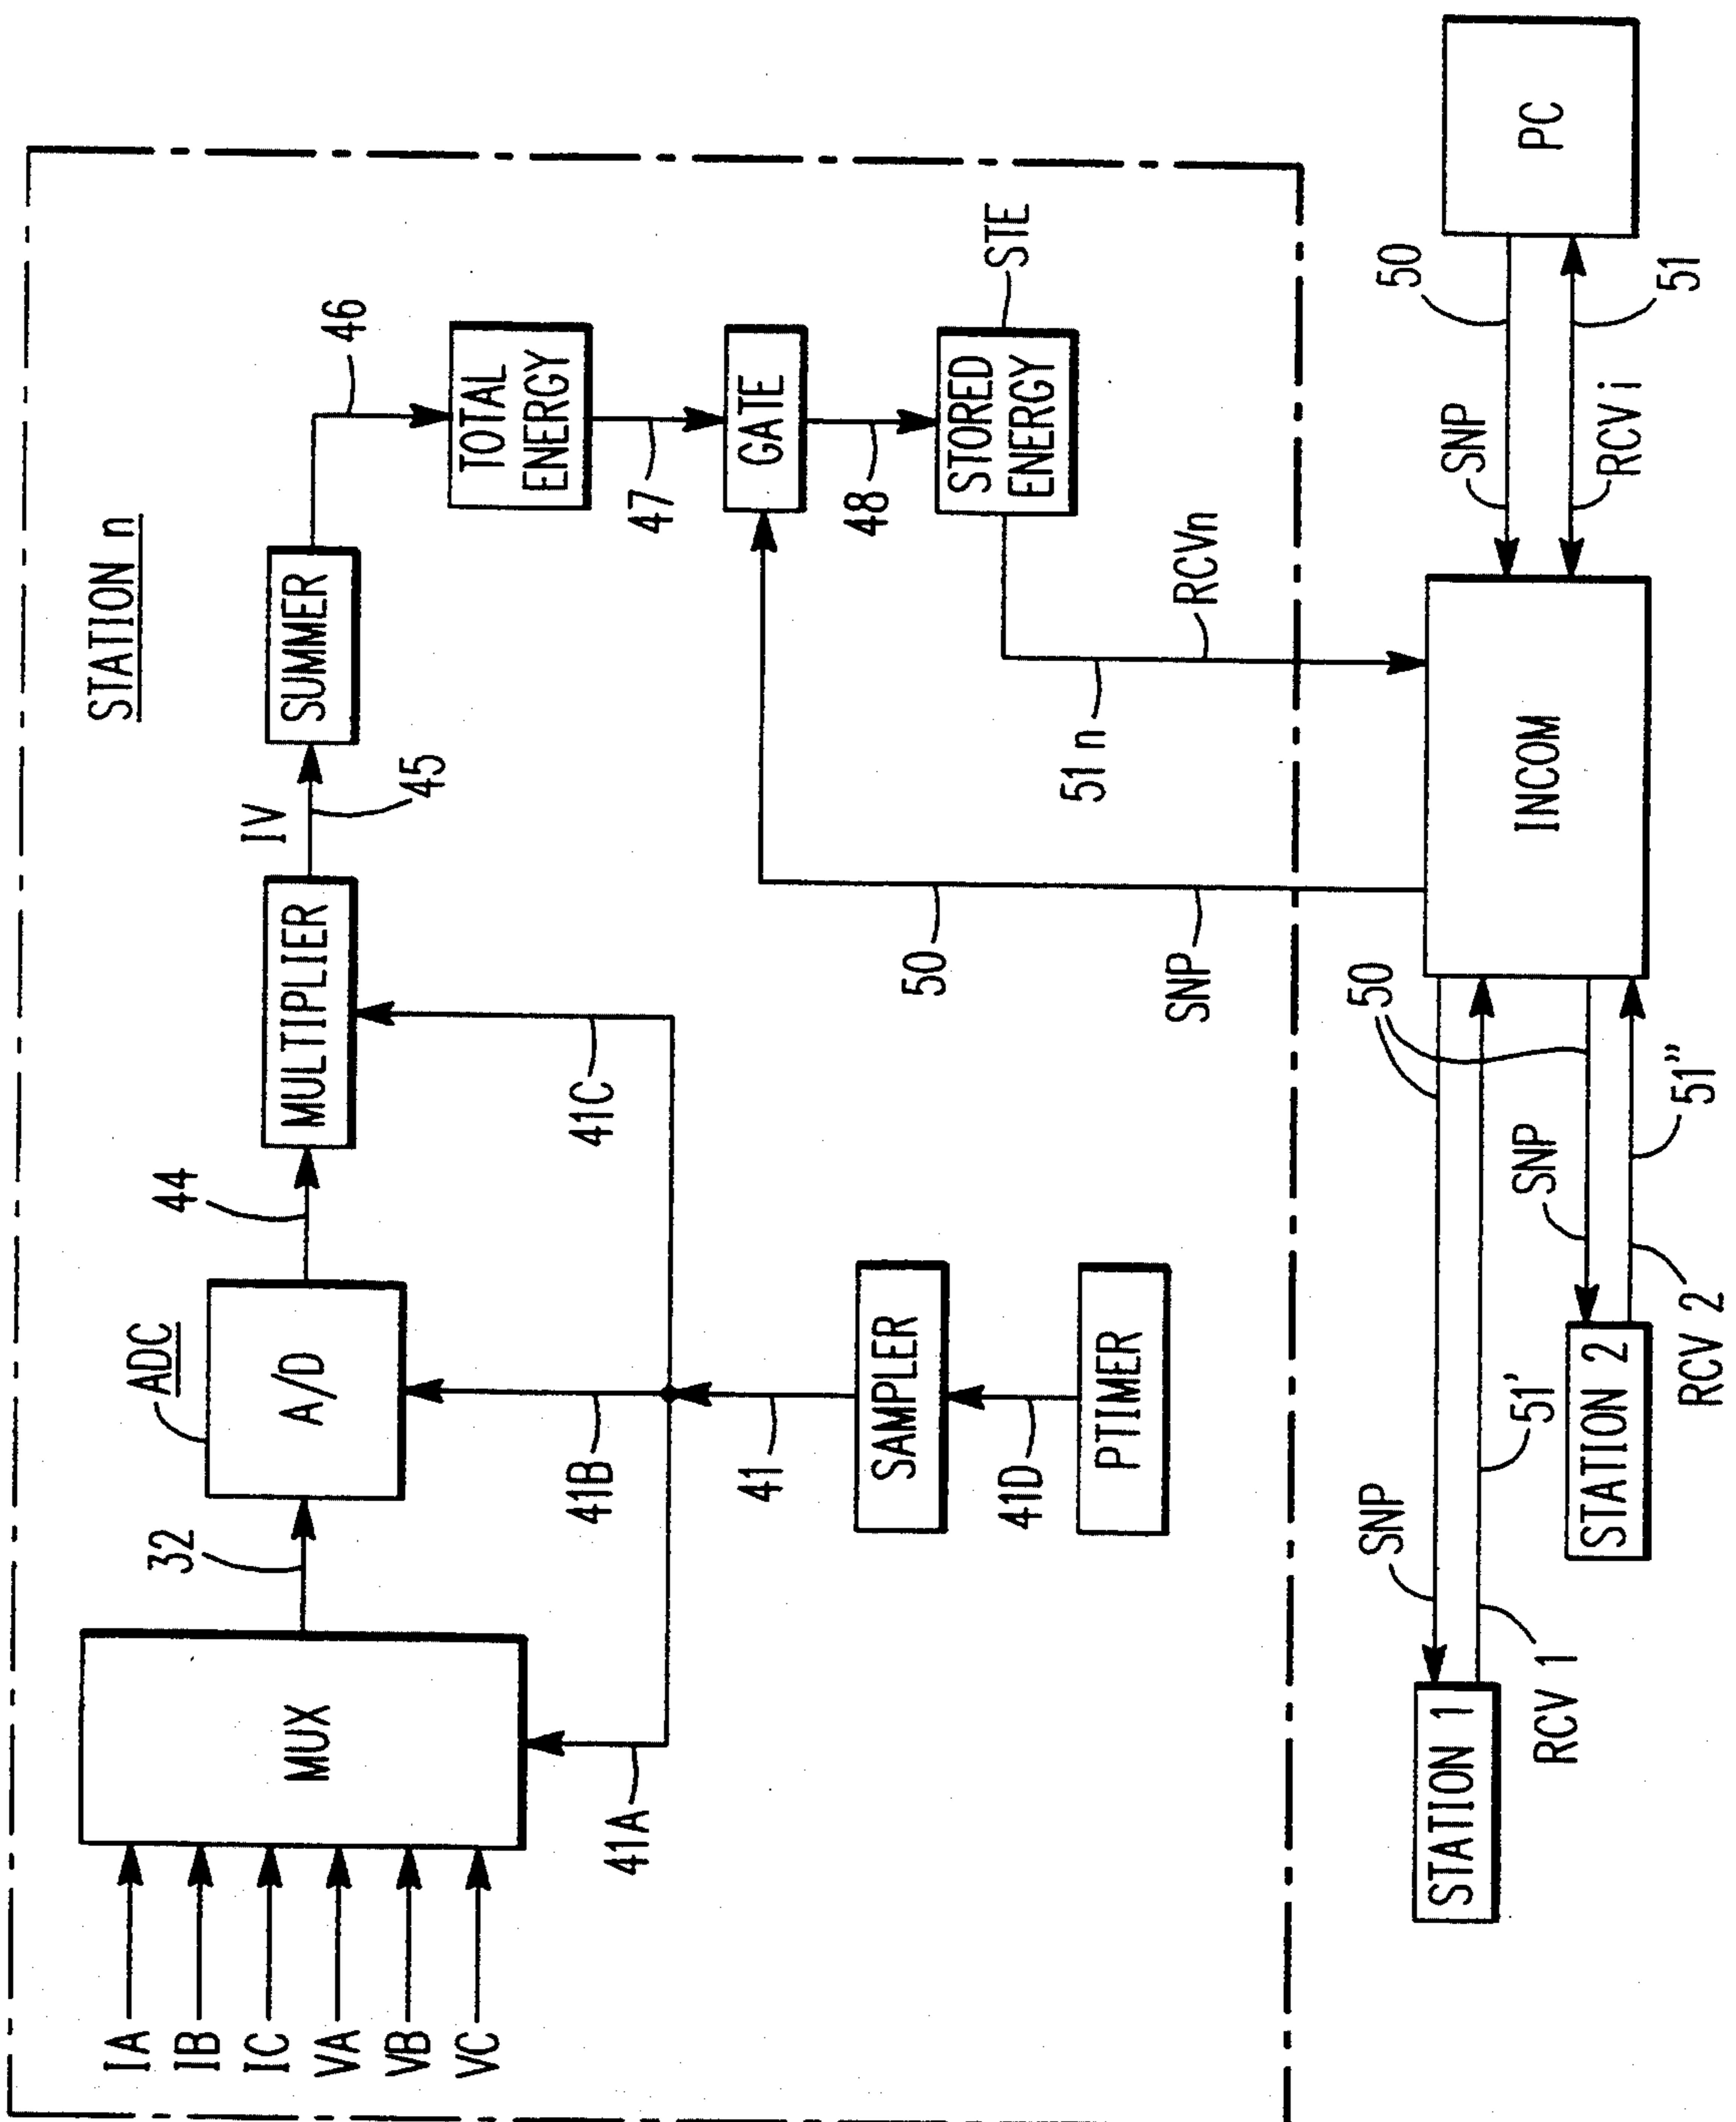 STATION n
IA
IB
IC
VA
VB
VC
MUX
32
ADC
A/D
44
MULTIPLIER
IV
45
SUMMER
46
TOTAL
ENERGY
47
GATE
48
STORED
ENERGY
STE
41A
41B
41C
41
SAMPLER
41D
PTIMER
50
SNP
51 n
RCVn
INCOM
50
SNP
RCV i
51
PC
50
SNP
51'
RCV 1
STATION 1
SNP
51"
RCV 2
STATION 2